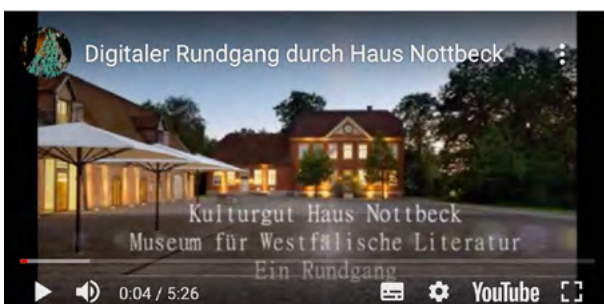 Digitaler Rundgang durch Haus Nottbeck
Kulturgut Haus Nottbeck
Museum für Westfälische Literatur
Ein Rundgang
0:04 / 5:26
YouTube